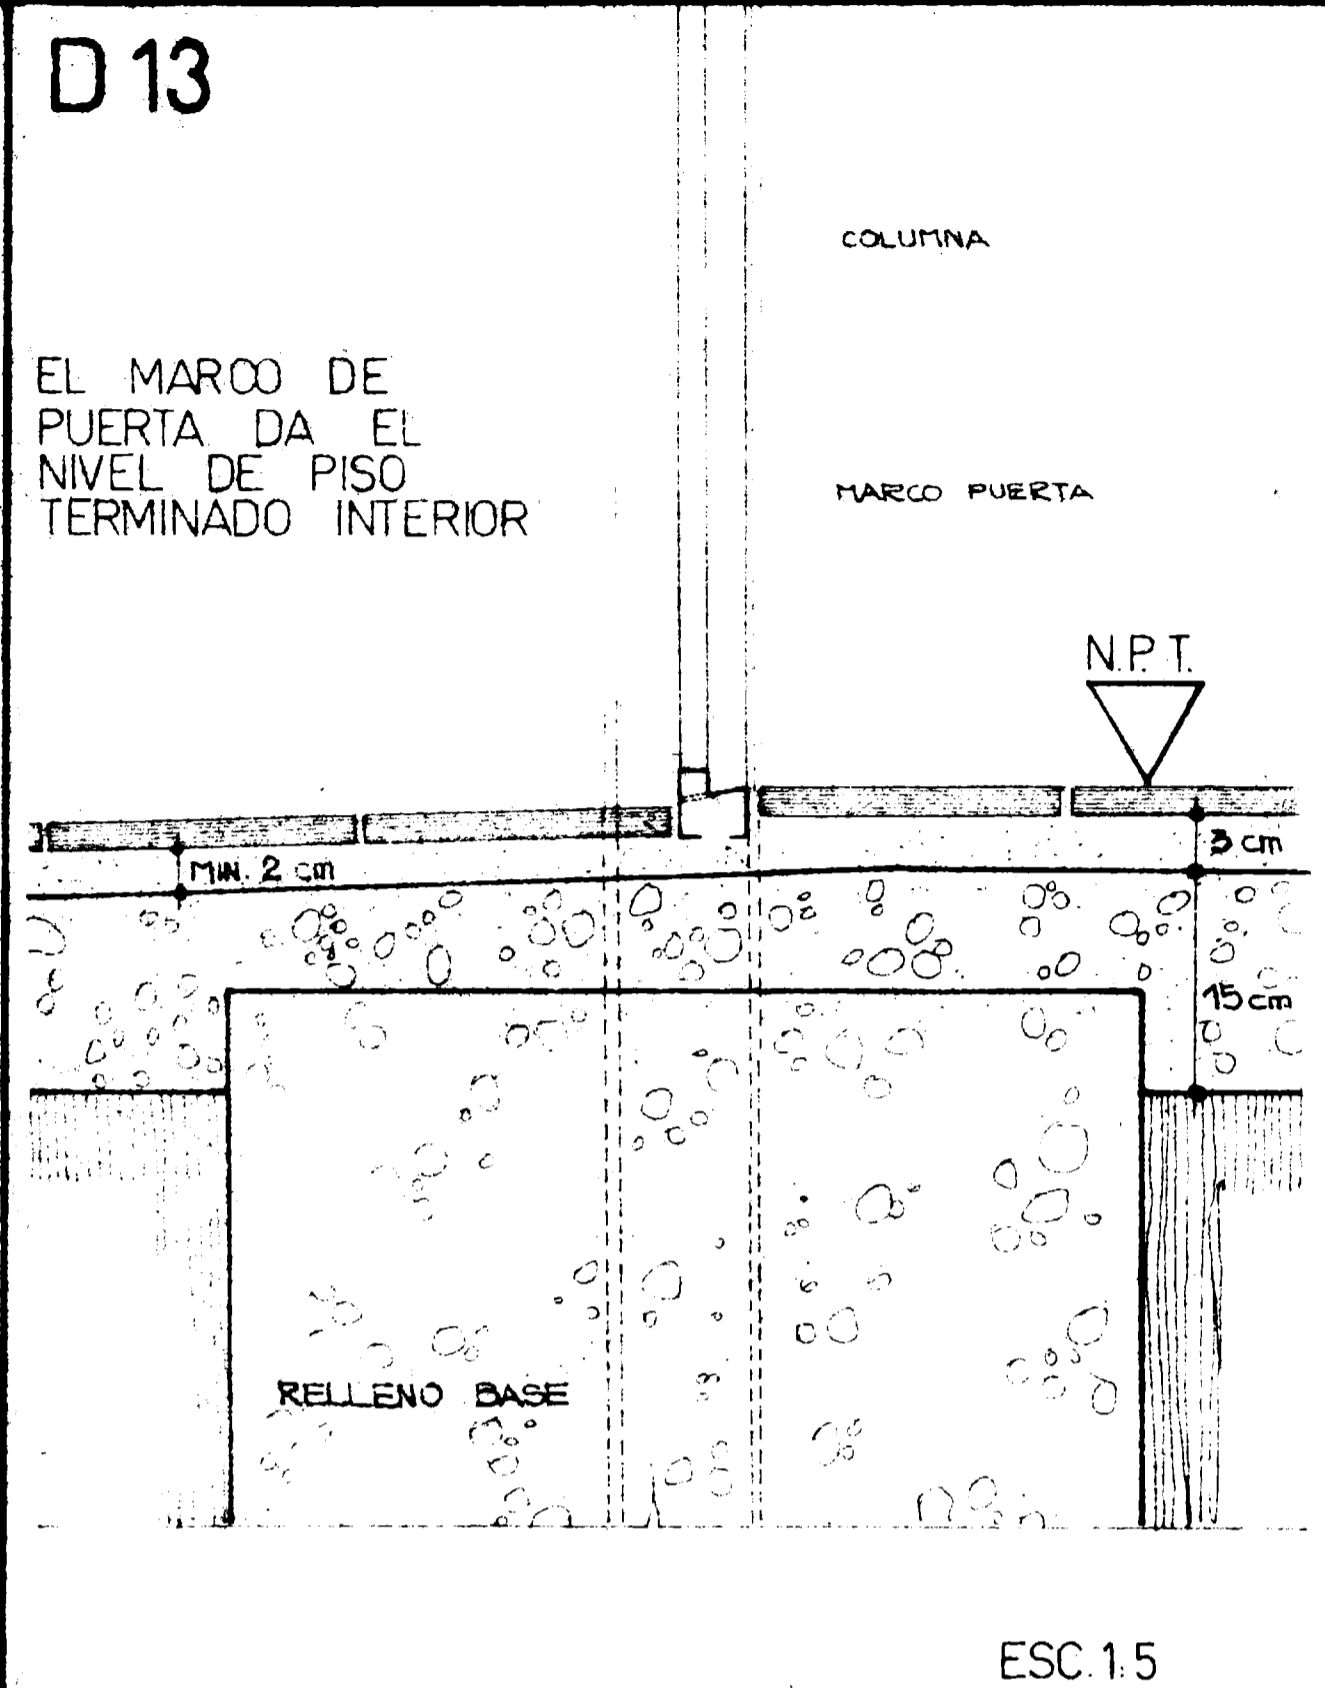 D 13
COLUMNA
EL MARCO DE
PUERTA DA EL
NIVEL DE PISO
TERMINADO INTERIOR
MARCO PUERTA
N.P.T.
3 cm
MIN. 2 cm
15 cm
RELLENO BASE
ESC. 1:5